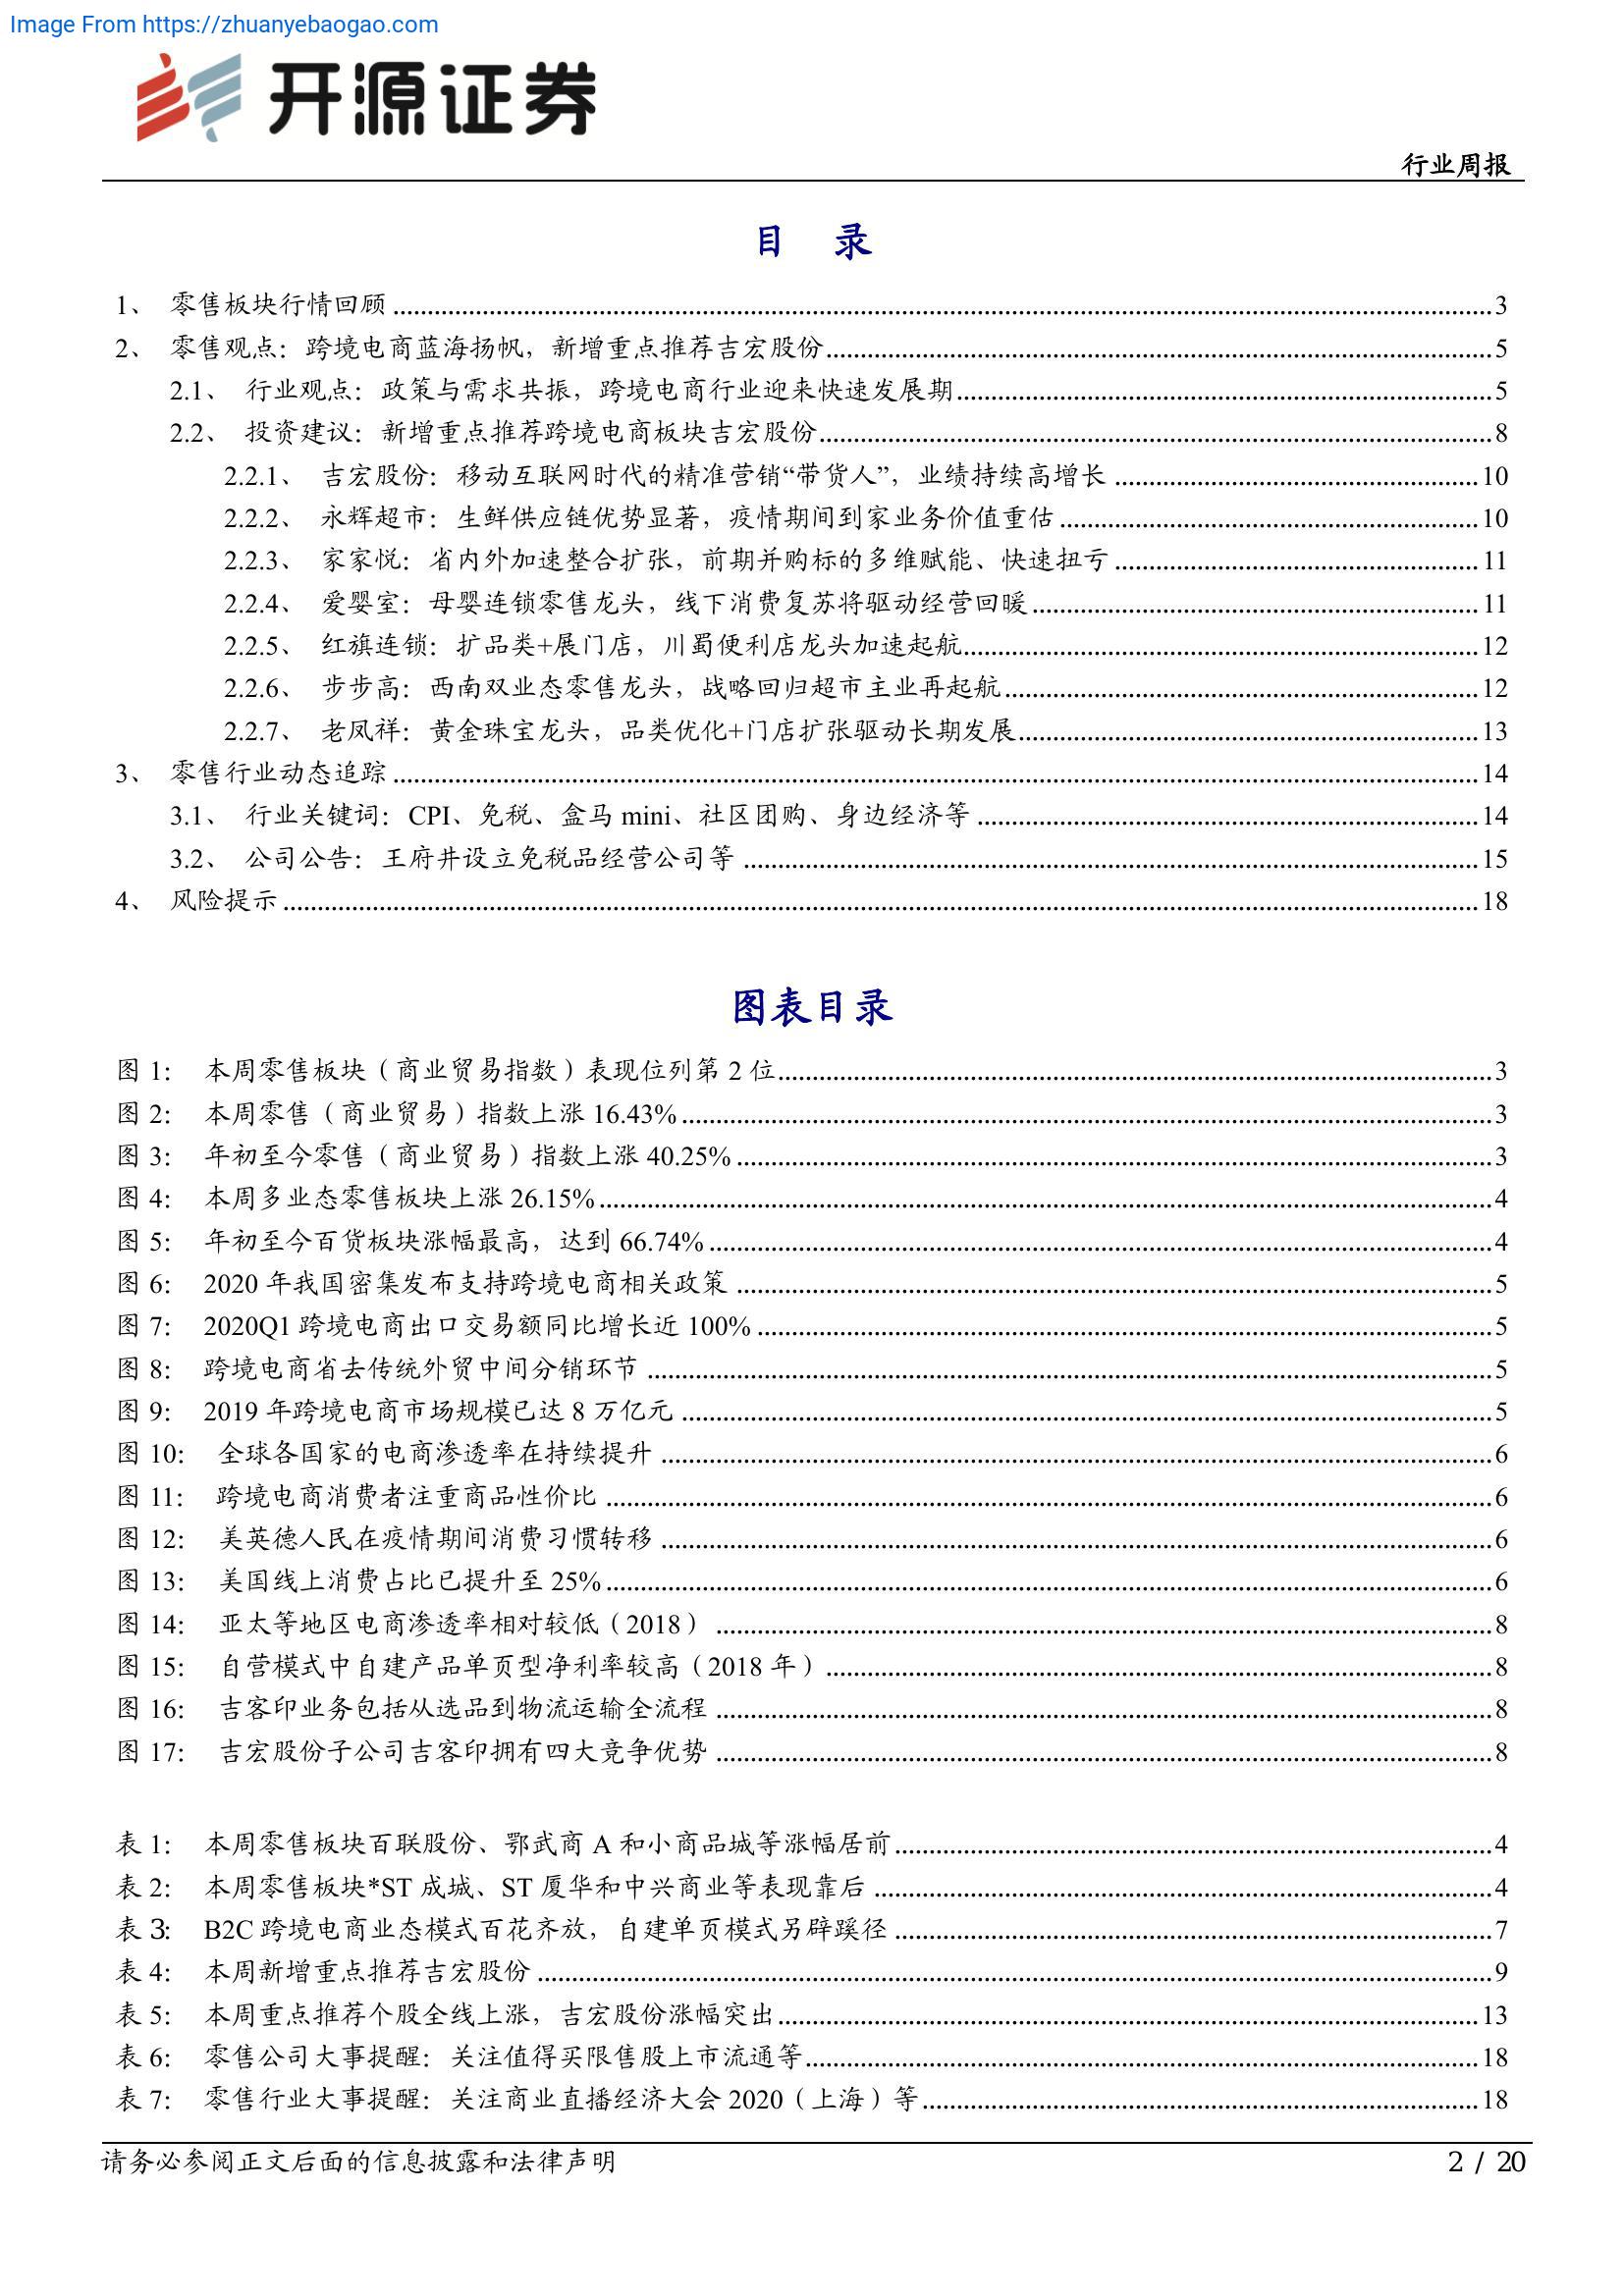 Image From https://zhuanyebaogao.com
开源证券
行业周报
目 录
1、 零售板块行情回顾 ........ 3
2、 零售观点：跨境电商蓝海扬帆，新增重点推荐吉宏股份 ........ 5
2.1、 行业观点：政策与需求共振，跨境电商行业迎来快速发展期 ........ 5
2.2、 投资建议：新增重点推荐跨境电商板块吉宏股份 ........ 8
2.2.1、 吉宏股份：移动互联网时代的精准营销“带货人”，业绩持续高增长 ........ 10
2.2.2、 永辉超市：生鲜供应链优势显著，疫情期间到家业务价值重估 ........ 10
2.2.3、 家家悦：省内外加速整合扩张，前期并购标的多维赋能、快速扭亏 ........ 11
2.2.4、 爱婴室：母婴连锁零售龙头，线下消费复苏将驱动经营回暖 ........ 11
2.2.5、 红旗连锁：扩品类+展门店，川蜀便利店龙头加速起航 ........ 12
2.2.6、 步步高：西南双业态零售龙头，战略回归超市主业再起航 ........ 12
2.2.7、 老凤祥：黄金珠宝龙头，品类优化+门店扩张驱动长期发展 ........ 13
3、 零售行业动态追踪 ........ 14
3.1、 行业关键词：CPI、免税、盒马 mini、社区团购、身边经济等 ........ 14
3.2、 公司公告：王府井设立免税品经营公司等 ........ 15
4、 风险提示 ........ 18
图表目录
图 1： 本周零售板块（商业贸易指数）表现位列第 2 位 ........ 3
图 2： 本周零售（商业贸易）指数上涨 16.43% ........ 3
图 3： 年初至今零售（商业贸易）指数上涨 40.25% ........ 3
图 4： 本周多业态零售板块上涨 26.15% ........ 4
图 5： 年初至今百货板块涨幅最高，达到 66.74% ........ 4
图 6： 2020 年我国密集发布支持跨境电商相关政策 ........ 5
图 7： 2020Q1 跨境电商出口交易额同比增长近 100% ........ 5
图 8： 跨境电商省去传统外贸中间分销环节 ........ 5
图 9： 2019 年跨境电商市场规模已达 8 万亿元 ........ 5
图 10： 全球各国家的电商渗透率在持续提升 ........ 6
图 11： 跨境电商消费者注重商品性价比 ........ 6
图 12： 美英德人民在疫情期间消费习惯转移 ........ 6
图 13： 美国线上消费占比已提升至 25% ........ 6
图 14： 亚太等地区电商渗透率相对较低（2018） ........ 8
图 15： 自营模式中自建产品单页型净利率较高（2018 年） ........ 8
图 16： 吉客印业务包括从选品到物流运输全流程 ........ 8
图 17： 吉宏股份子公司吉客印拥有四大竞争优势 ........ 8
表 1： 本周零售板块百联股份、鄂武商 A 和小商品城等涨幅居前 ........ 4
表 2： 本周零售板块*ST 成城、ST 厦华和中兴商业等表现靠后 ........ 4
表 3： B2C 跨境电商业态模式百花齐放，自建单页模式另辟蹊径 ........ 7
表 4： 本周新增重点推荐吉宏股份 ........ 9
表 5： 本周重点推荐个股全线上涨，吉宏股份涨幅突出 ........ 13
表 6： 零售公司大事提醒：关注值得买限售股上市流通等 ........ 18
表 7： 零售行业大事提醒：关注商业直播经济大会 2020（上海）等 ........ 18
请务必参阅正文后面的信息披露和法律声明
2 / 20